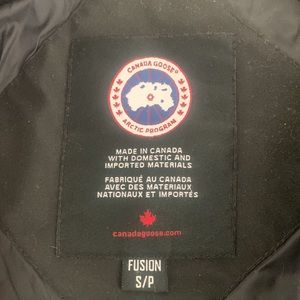 CANADA GOOSE®
ARCTIC PROGRAM
MADE IN CANADA
WITH DOMESTIC AND
IMPORTED MATERIALS
FABRIQUÉ AU CANADA
AVEC DES MATERIAUX
NATIONAUX ET IMPORTÉS
canadagoose.com
FUSION
S/P